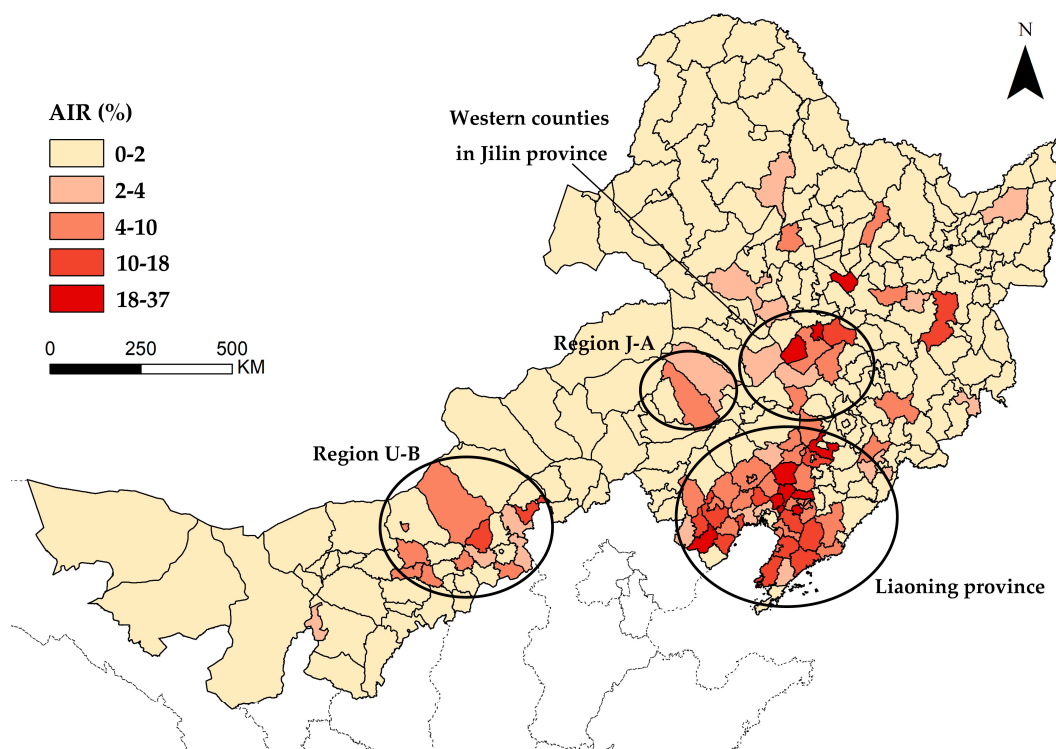 N
Western counties
in Jilin province
AIR (%)
0-2
2-4
4-10
10-18
18-37
0 250 500
KM
Region J-A
Region U-B
Liaoning province